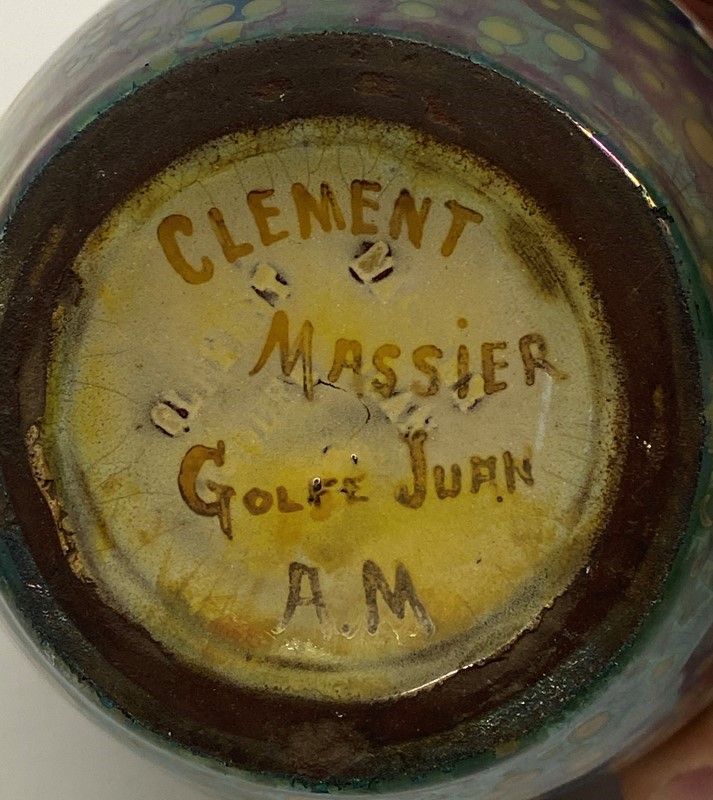 CLEMENT
MASSiER
GOLFE JUAN
A.M